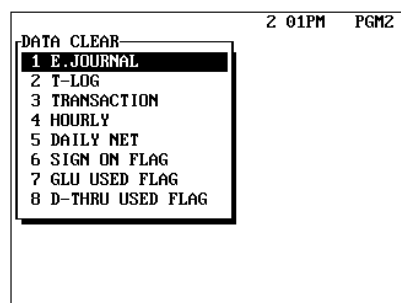 2 01PM PGM2
DATA CLEAR
1 E.JOURNAL
2 T-LOG
3 TRANSACTION
4 HOURLY
5 DAILY NET
6 SIGN ON FLAG
7 GLU USED FLAG
8 D-THRU USED FLAG